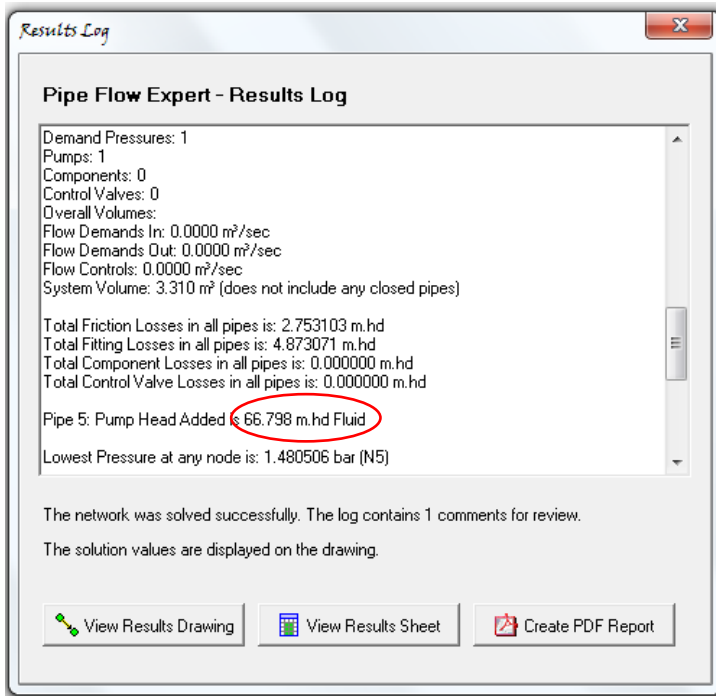 Results Log
Pipe Flow Expert - Results Log
Demand Pressures: 1
Pumps: 1
Components: 0
Control Valves: 0
Overall Volumes:
Flow Demands In: 0.0000 m³/sec
Flow Demands Out: 0.0000 m³/sec
Flow Controls: 0.0000 m³/sec
System Volume: 3.310 m³ (does not include any closed pipes)
Total Friction Losses in all pipes is: 2.753103 m.hd
Total Fitting Losses in all pipes is: 4.873071 m.hd
Total Component Losses in all pipes is: 0.000000 m.hd
Total Control Valve Losses in all pipes is: 0.000000 m.hd
Pipe 5: Pump Head Added is 66.798 m.hd Fluid
Lowest Pressure at any node is: 1.480506 bar (N5)
The network was solved successfully. The log contains 1 comments for review.
The solution values are displayed on the drawing.
View Results Drawing
View Results Sheet
Create PDF Report